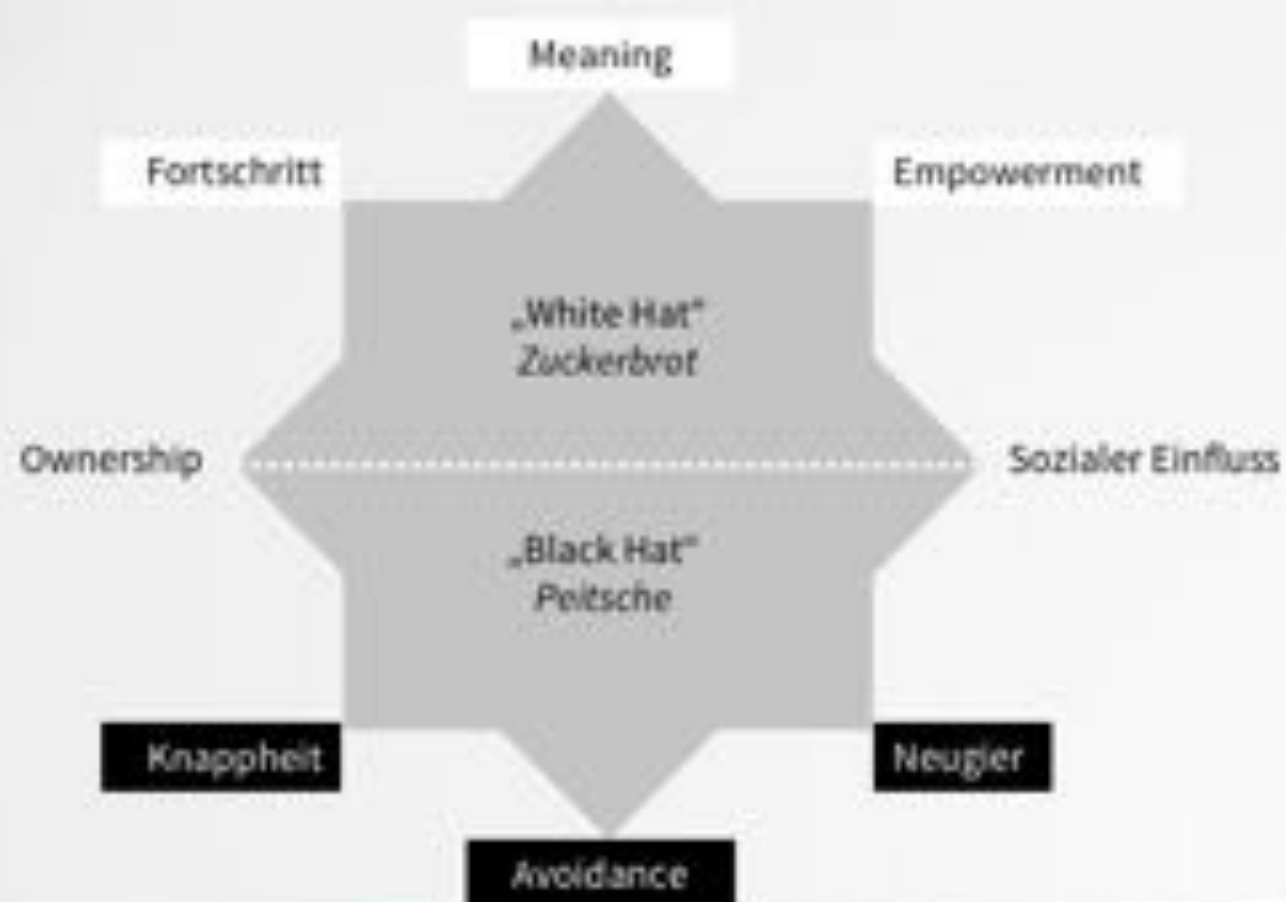 Meaning
Fortschritt
Empowerment
„White Hat“
Zuckerbrot
Ownership
Sozialer Einfluss
„Black Hat“
Peitsche
Knappheit
Neugier
Avoidance